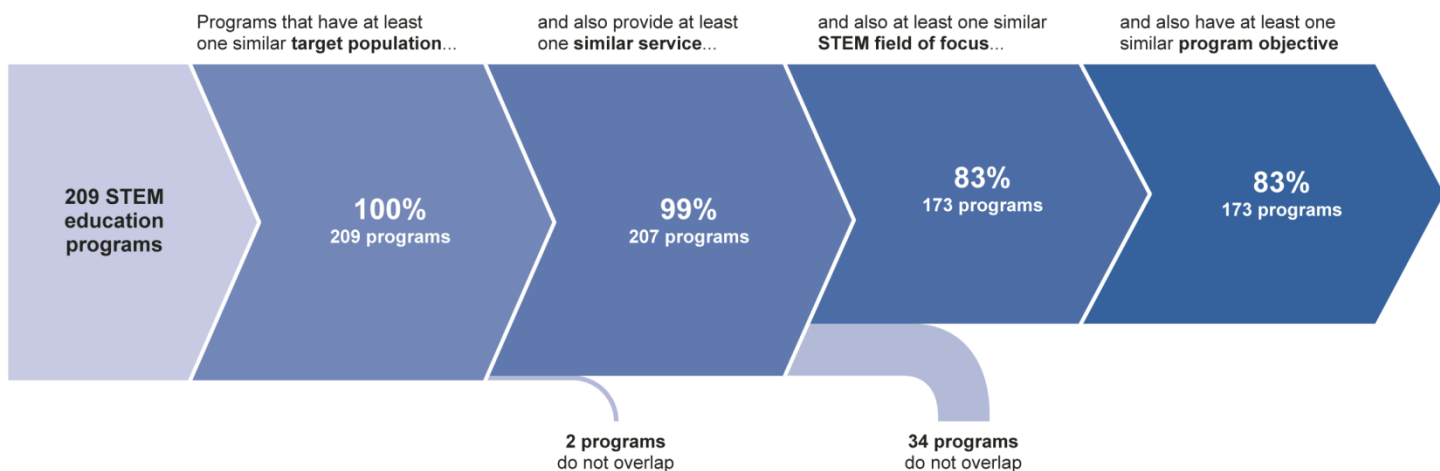 Programs that have at least
one similar target population...
and also provide at least
one similar service...
and also at least one similar
STEM field of focus...
and also have at least one
similar program objective
209 STEM
education
programs
100%
209 programs
99%
207 programs
83%
173 programs
83%
173 programs
2 programs
do not overlap
34 programs
do not overlap